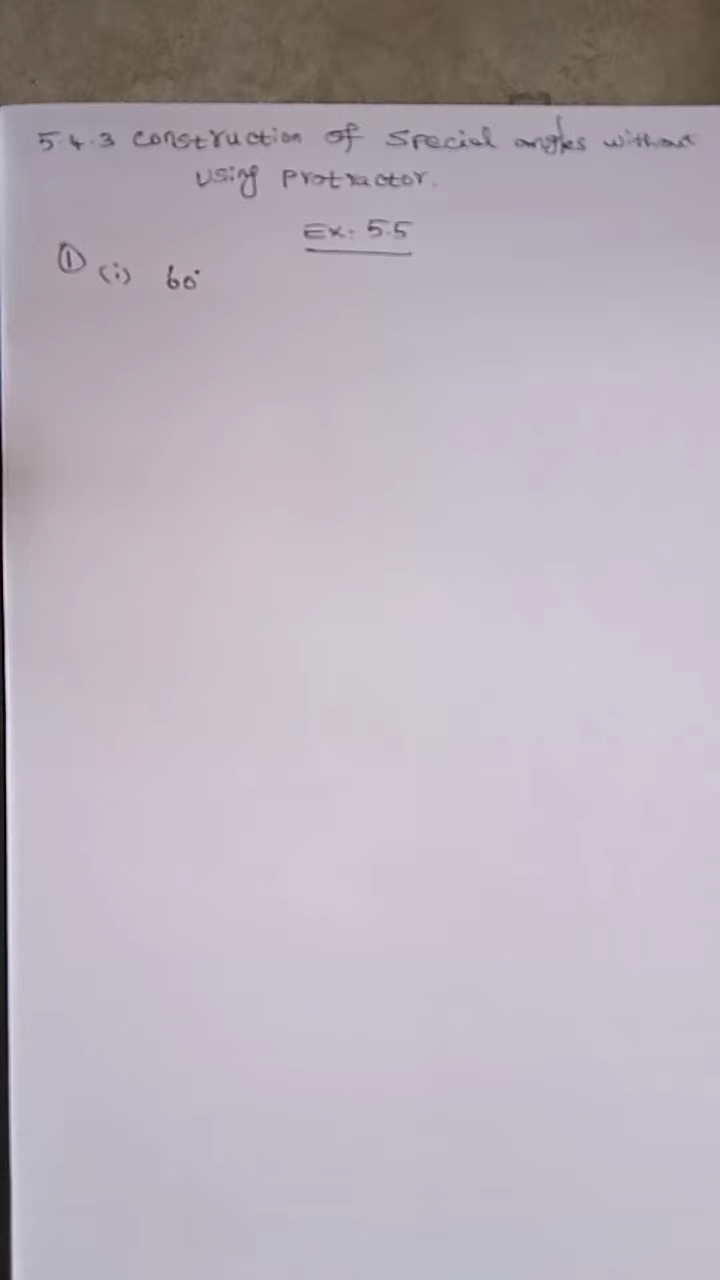 5.4.3 construction of special angles without
using protractor.
Ex: 5.5
① (i) 60°